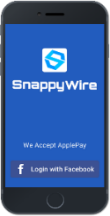 SnappyWire
We Accept ApplePay
f Login with Facebook